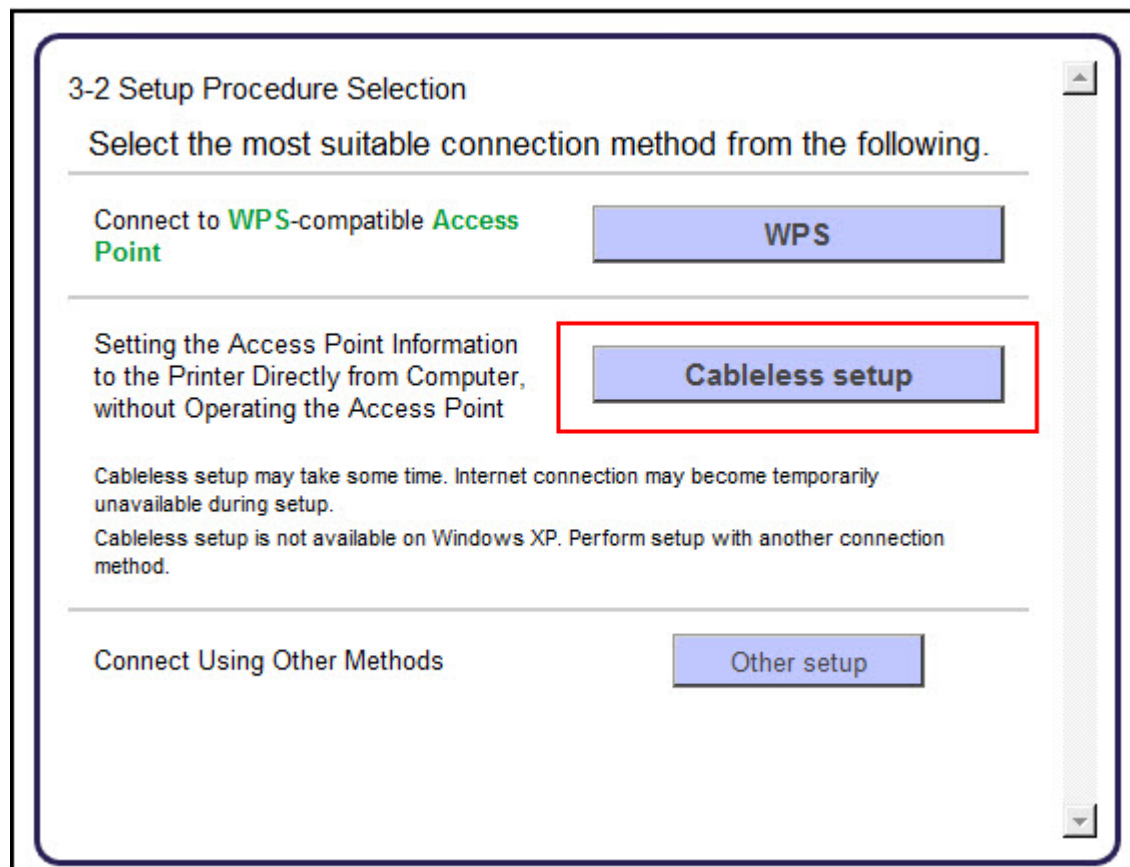 3-2 Setup Procedure Selection
Select the most suitable connection method from the following.
Connect to WPS-compatible Access
Point
WPS
Setting the Access Point Information
to the Printer Directly from Computer,
without Operating the Access Point
Cableless setup
Cableless setup may take some time. Internet connection may become temporarily
unavailable during setup.
Cableless setup is not available on Windows XP. Perform setup with another connection
method.
Connect Using Other Methods
Other setup